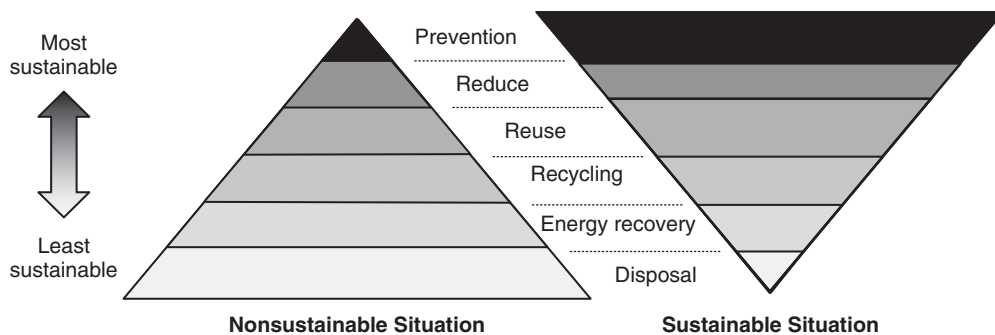 Most
sustainable
Least
sustainable
Prevention
Reduce
Reuse
Recycling
Energy recovery
Disposal
Nonsustainable Situation
Sustainable Situation